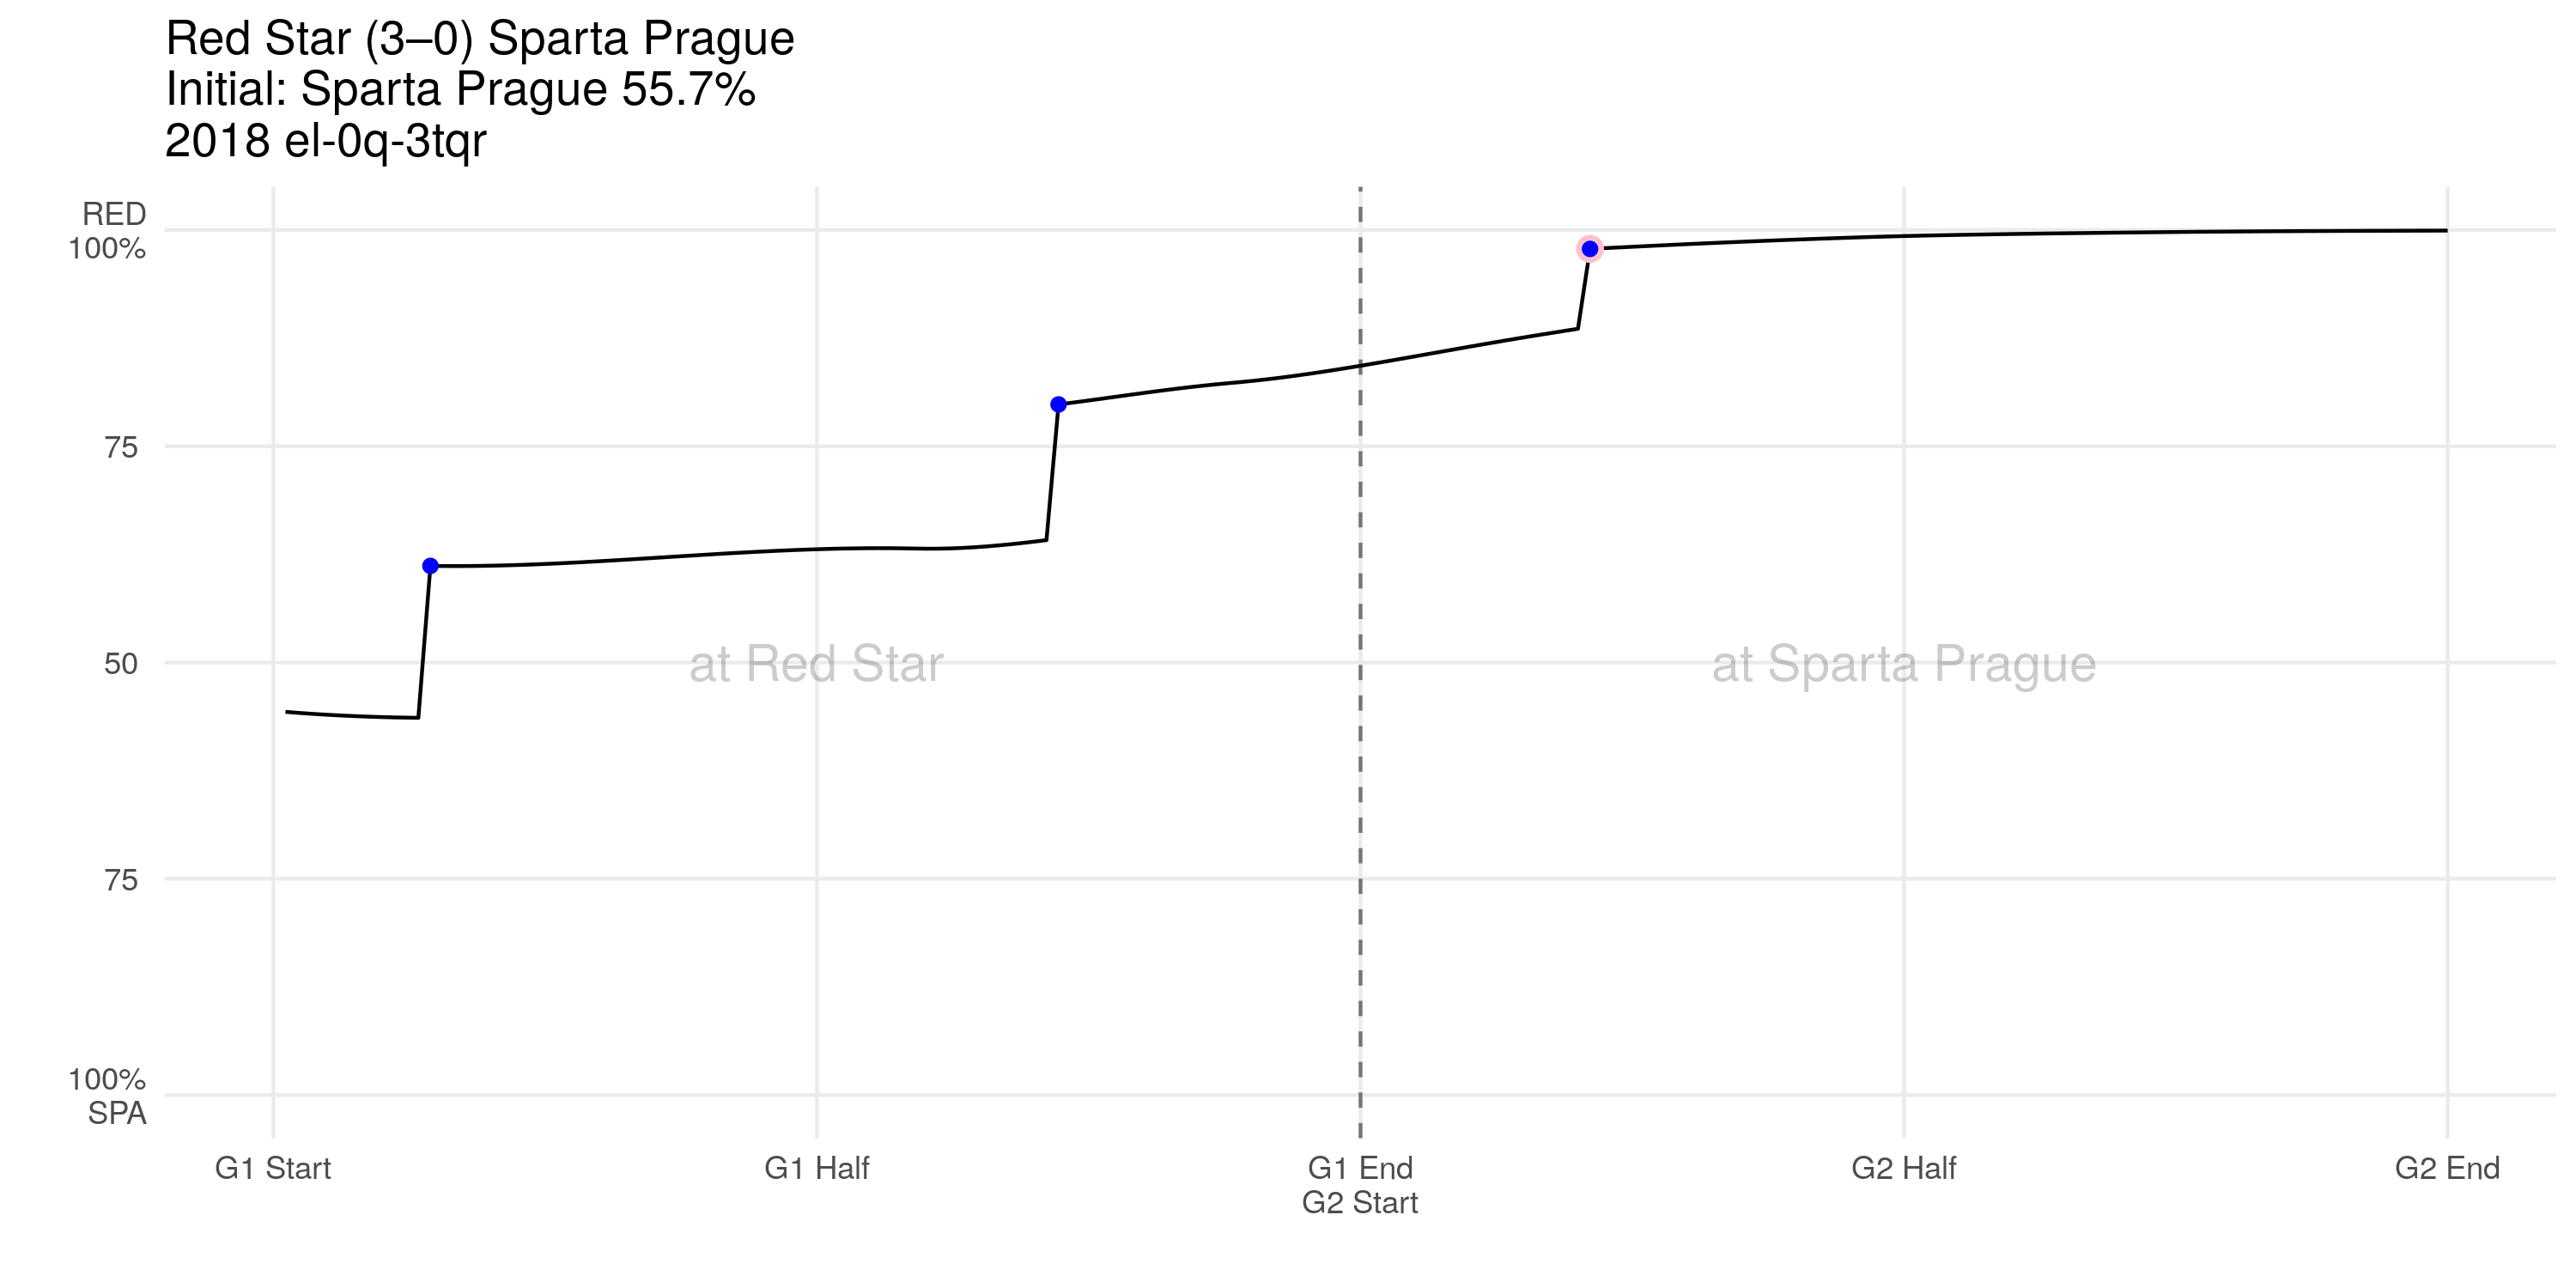 Red Star (3–0) Sparta Prague
Initial: Sparta Prague 55.7%
2018 el-0q-3tqr
RED
100%
75
50
75
100%
SPA
at Red Star
at Sparta Prague
G1 Start
G1 Half
G1 End
G2 Start
G2 Half
G2 End